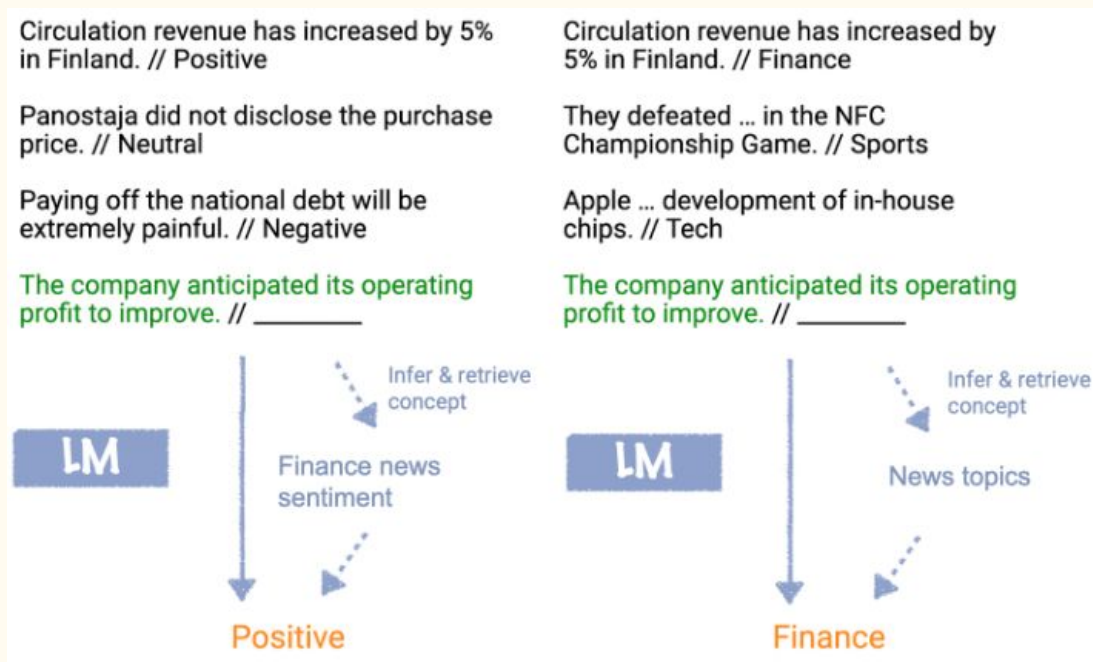 Circulation revenue has increased by 5%
in Finland. // Positive
Panostaja did not disclose the purchase
price. // Neutral
Paying off the national debt will be
extremely painful. // Negative
The company anticipated its operating
profit to improve. // ________
Infer & retrieve
concept
LM
Finance news
sentiment
Positive
Circulation revenue has increased by
5% in Finland. // Finance
They defeated ... in the NFC
Championship Game. // Sports
Apple ... development of in-house
chips. // Tech
The company anticipated its operating
profit to improve. // ________
Infer & retrieve
concept
LM
News topics
Finance